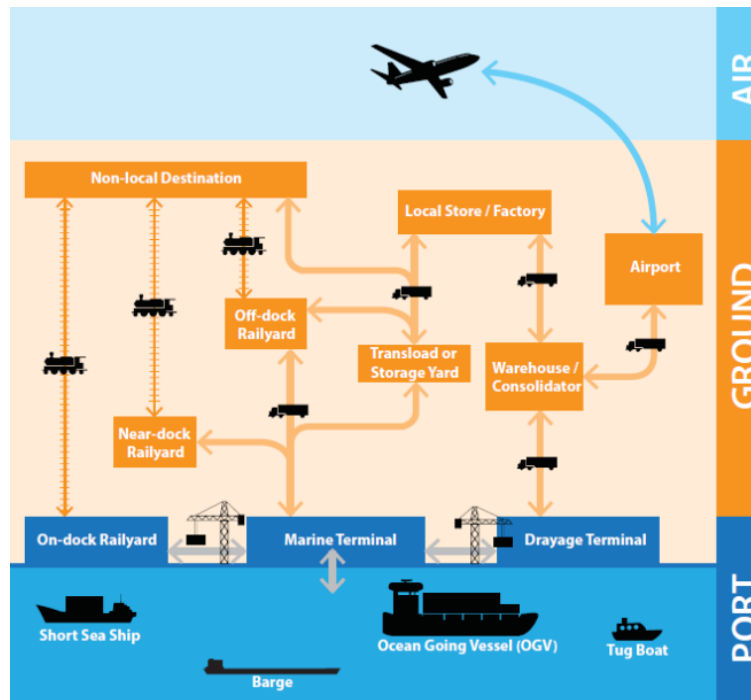 AIR
Non-local Destination
Local Store / Factory
Airport
GROUND
Off-dock
Railyard
Transload or
Storage Yard
Warehouse /
Consolidator
Near-dock
Railyard
On-dock Railyard
Marine Terminal
Drayage Terminal
PORT
Short Sea Ship
Ocean Going Vessel (OGV)
Tug Boat
Barge